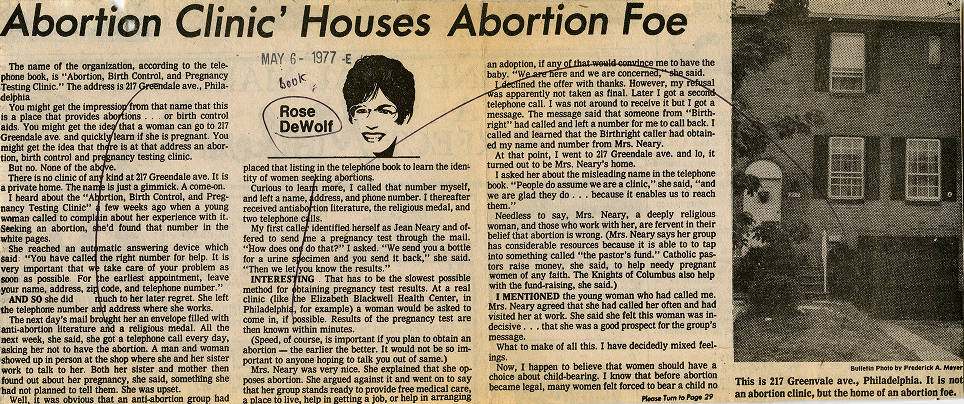 Abortion Clinic' Houses Abortion Foe
The name of the organization, according to the tele-
phone book, is "Abortion, Birth Control, and Pregnancy
Testing Clinic." The address is 217 Greendale ave., Phila-
delphia
You might get the impression from that name that this
is a place that provides abortions . . . or birth control
aids. You might get the idea that a woman can go to 217
Greendale ave. and quickly learn if she is pregnant. You
might get the idea that there is at that address an abor-
tion, birth control and pregnancy testing clinic.
But no. None of the above.
There is no clinic of any kind at 217 Greendale ave. It is
a private home. The name is just a gimmick. A come-on.
I heard about the "Abortion, Birth Control, and Preg-
nancy Testing Clinic" a few weeks ago when a young
woman called to complain about her experience with it.
Seeking an abortion, she'd found that number in the
white pages.
She reached an automatic answering device which
said: "You have called the right number for help. It is
very important that we take care of your problem as
soon as possible. For the earliest appointment, leave
your name, address, zip code, and telephone number."
AND SO she did much to her later regret. She left
the telephone number and address where she works.
The next day's mail brought her an envelope filled with
anti-abortion literature and a religious medal. All the
next week, she said, she got a telephone call every day,
asking her not to have the abortion. A man and woman
showed up in person at the shop where she and her sister
work to talk to her. Both her sister and mother then
found out about her pregnancy, she said, something she
had not planned to tell them. She was upset.
Well, it was obvious that an anti-abortion group had
MAY 6- 1977 -E
book
Rose
DeWolf
placed that listing in the telephone book to learn the iden-
tity of women seeking abortions.
Curious to learn more, I called that number myself,
and left a name, address, and phone number. I thereafter
received antiabortion literature, the religious medal, and
two telephone calls.
My first caller identified herself as Jean Neary and of-
fered to send me a pregnancy test through the mail.
"How does one do that?" I asked. "We send you a bottle
for a urine specimen and you send it back," she said.
"Then we let you know the results."
INTERESTING . That has to be the slowest possible
method for obtaining pregnancy test results. At a real
clinic (like the Elizabeth Blackwell Health Center, in
Philadelphia, for example) a woman would be asked to
come in, if possible. Results of the pregnancy test are
then known within minutes.
(Speed, of course, is important if you plan to obtain an
abortion — the earlier the better. It would not be so im-
portant to anyone hoping to talk you out of same.)
Mrs. Neary was very nice. She explained that she op-
poses abortion. She argued against it and went on to say
that her group stands ready to provide free medical care,
a place to live, help in getting a job, or help in arranging
an adoption, if any of that would convince me to have the
baby. "We are here and we are concerned," she said.
I declined the offer with thanks. However, my refusal
was apparently not taken as final. Later I got a second
telephone call. I was not around to receive it but I got a
message. The message said that someone from "Birth-
right" had called and left a number for me to call back. I
called and learned that the Birthright caller had obtain-
ed my name and number from Mrs. Neary.
At that point, I went to 217 Greendale ave. and lo, it
turned out to be Mrs. Neary's home.
I asked her about the misleading name in the telephone
book. "People do assume we are a clinic," she said, "and
we are glad they do . . . because it enables us to reach
them."
Needless to say, Mrs. Neary, a deeply religious
woman, and those who work with her, are fervent in their
belief that abortion is wrong. (Mrs. Neary says her group
has considerable resources because it is able to to tap
into something called "the pastor's fund." Catholic pas-
tors raise money, she said, to help needy pregnant
women of any faith. The Knights of Columbus also help
with the fund-raising, she said.)
I MENTIONED the young woman who had called me.
Mrs. Neary agreed that she had called her often and had
visited her at work. She said she felt this woman was in-
decisive . . . that she was a good prospect for the group's
message.
What to make of all this. I have decidedly mixed feel-
ings.
Now, I happen to believe that women should have a
choice about child-bearing. I know that before abortion
became legal, many women felt forced to bear a child no
Please Turn to Page 29
Bulletin Photo by Frederick A. Meyer
This is 217 Greenvale ave., Philadelphia. It is not
an abortion clinic, but the home of an abortion foe.